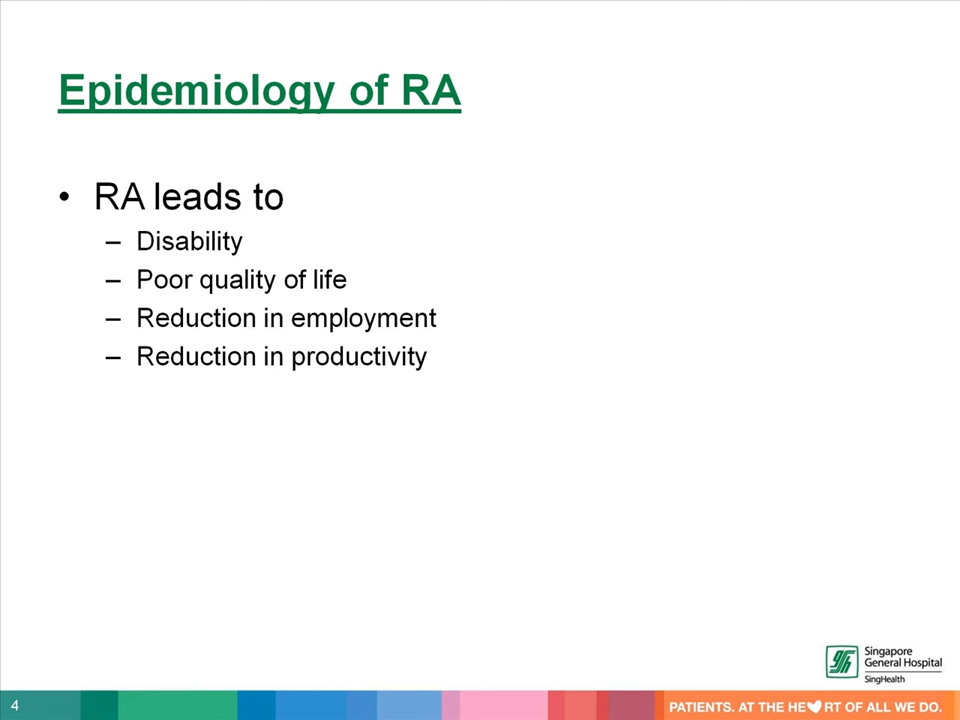 Epidemiology of RA
• RA leads to
– Disability
– Poor quality of life
– Reduction in employment
– Reduction in productivity
Singapore
General Hospital
SingHealth
4
PATIENTS. AT THE HE♥RT OF ALL WE DO.